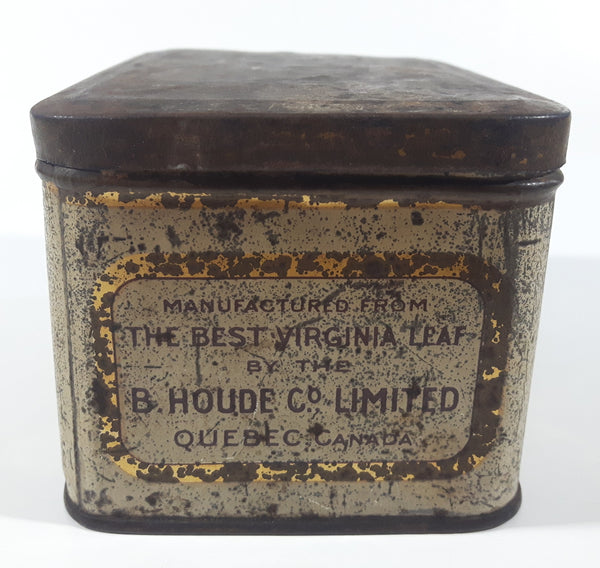 MANUFACTURED FROM
THE BEST VIRGINIA LEAF
BY THE
B. HOUDE Co. LIMITED
QUEBEC. CANADA